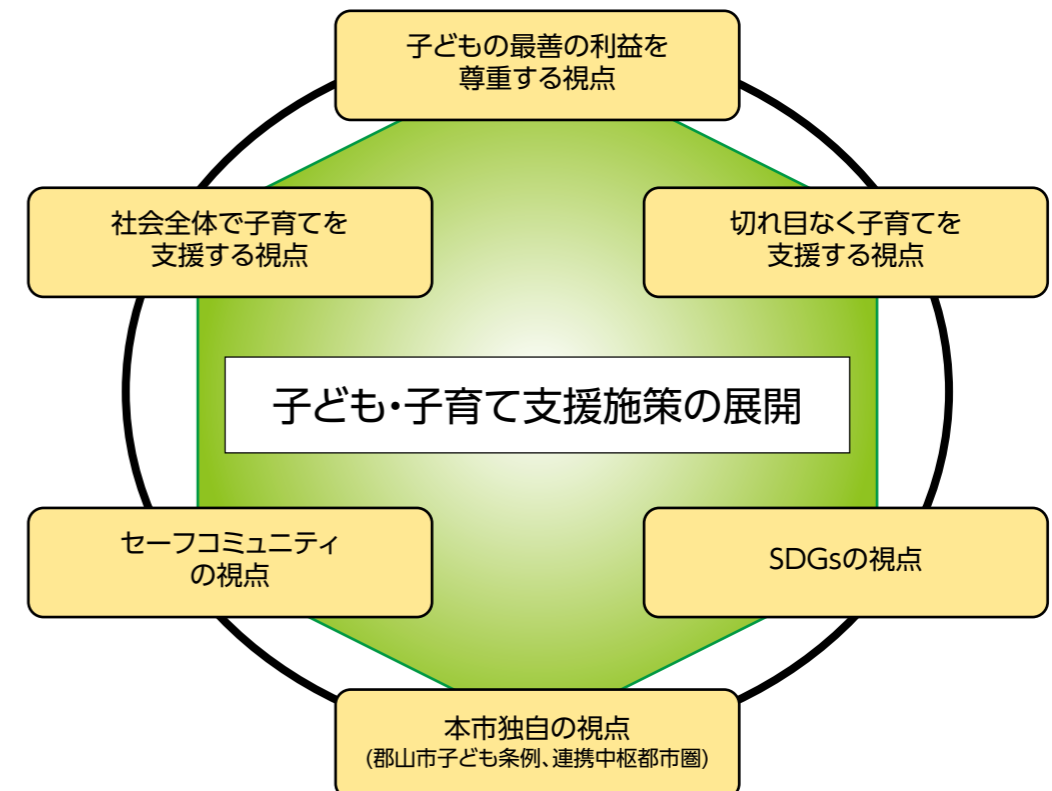 子どもの最善の利益を
尊重する視点
社会全体で子育てを
支援する視点
切れ目なく子育てを
支援する視点
子ども・子育て支援施策の展開
セーフコミュニティ
の視点
SDGsの視点
本市独自の視点
(郡山市子ども条例、連携中枢都市圏)